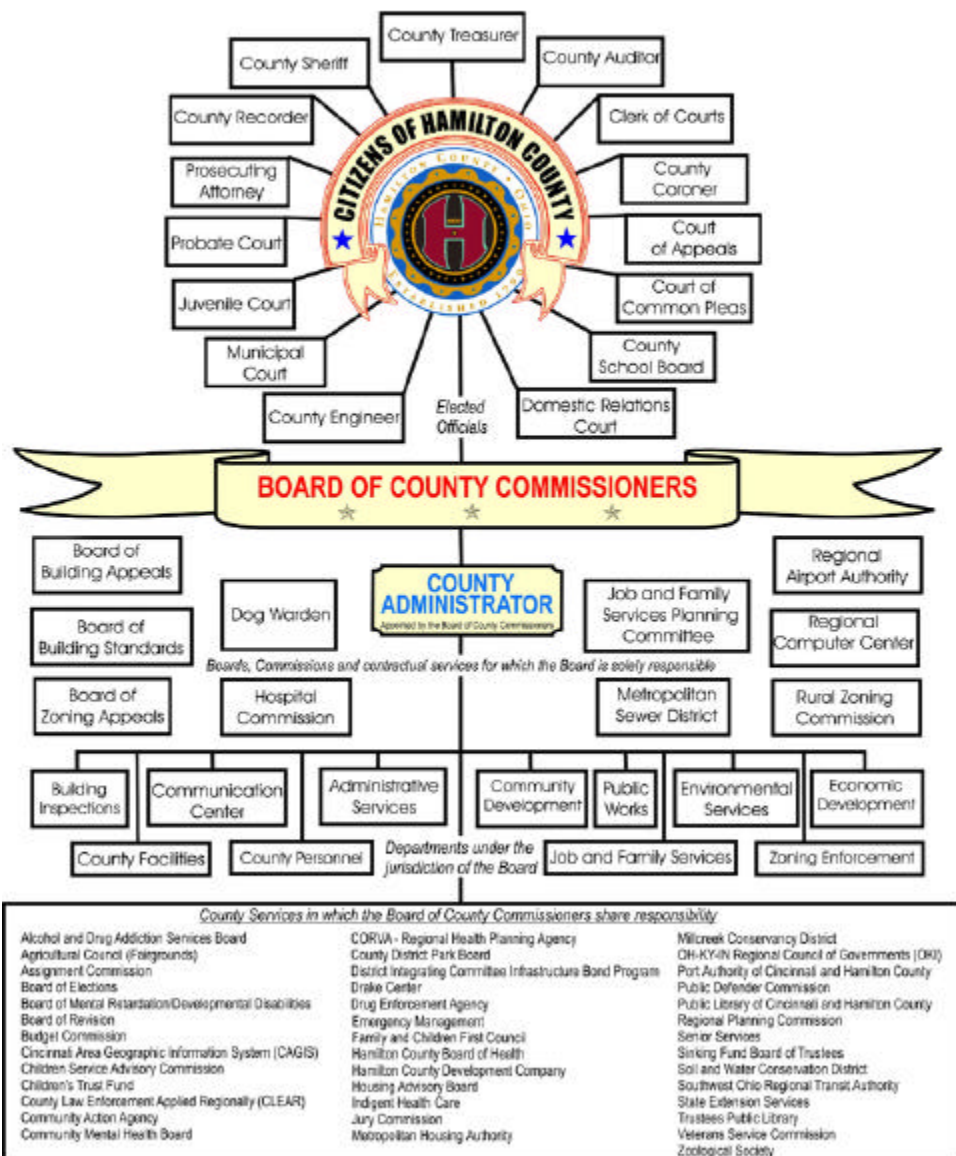 County Treasurer
County Sheriff
County Auditor
County Recorder
Clerk of Courts
Prosecuting
Attorney
County
Coroner
Probate Court
Court
of Appeals
Juvenile Court
Court of
Common Pleas
Municipal
Court
County
School Board
County Engineer
Domestic Relations
Court
CITIZENS OF HAMILTON COUNTY
HAMILTON COUNTY • OHIO
ESTABLISHED 1790
H
Elected
Officials
BOARD OF COUNTY COMMISSIONERS
Board of
Building Appeals
Dog Warden
COUNTY
ADMINISTRATOR
Appointed by the Board of County Commissioners
Job and Family
Services Planning
Committee
Regional
Airport Authority
Board of
Building Standards
Regional
Computer Center
Boards, Commissions and contractual services for which the Board is solely responsible
Board of
Zoning Appeals
Hospital
Commission
Metropolitan
Sewer District
Rural Zoning
Commission
Building
Inspections
Communication
Center
Administrative
Services
Community
Development
Public
Works
Environmental
Services
Economic
Development
County Facilities
County Personnel
Departments under the
jurisdiction of the Board
Job and Family Services
Zoning Enforcement
County Services in which the Board of County Commissioners share responsibility
Alcohol and Drug Addiction Services Board
Agricultural Council (Fairgrounds)
Assignment Commission
Board of Elections
Board of Mental Retardation/Developmental Disabilities
Board of Revision
Budget Commission
Cincinnati Area Geographic Information System (CAGIS)
Children Service Advisory Commission
Children's Trust Fund
County Law Enforcement Applied Regionally (CLEAR)
Community Action Agency
Community Mental Health Board
CORVA - Regional Health Planning Agency
County District Park Board
District Integrating Committee Infrastructure Bond Program
Drake Center
Drug Enforcement Agency
Emergency Management
Family and Children First Council
Hamilton County Board of Health
Hamilton County Development Company
Housing Advisory Board
Indigent Health Care
Jury Commission
Metropolitan Housing Authority
Millcreek Conservancy District
OH-KY-IN Regional Council of Governments (OKI)
Port Authority of Cincinnati and Hamilton County
Public Defender Commission
Public Library of Cincinnati and Hamilton County
Regional Planning Commission
Senior Services
Sinking Fund Board of Trustees
Soil and Water Conservation District
Southwest Ohio Regional Transit Authority
State Extension Services
Trustees Public Library
Veterans Service Commission
Zoological Society